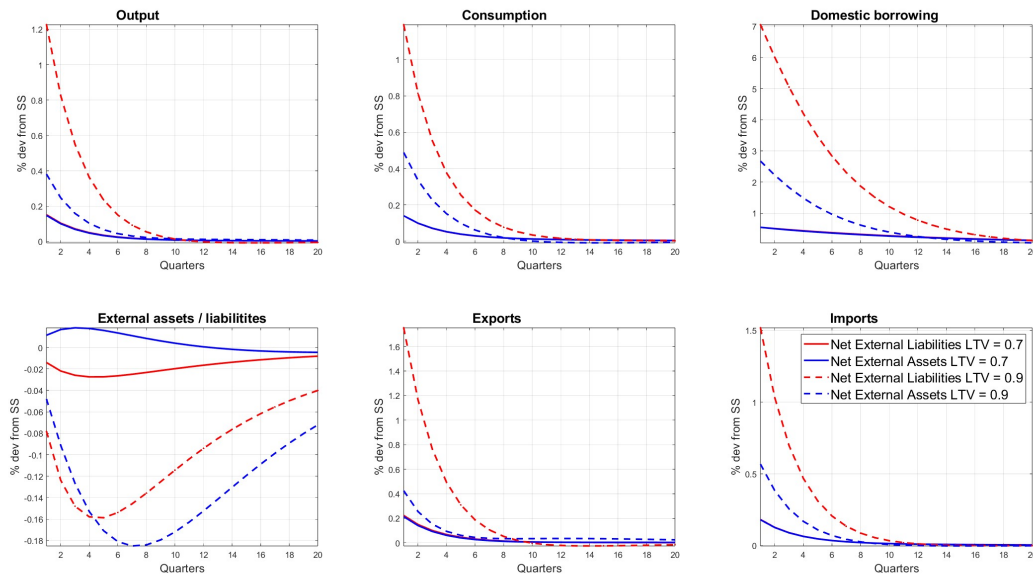 Output
% dev from SS
1.2
1
0.8
0.6
0.4
0.2
0
2 4 6 8 10 12 14 16 18 20
Quarters
Consumption
% dev from SS
1
0.8
0.6
0.4
0.2
0
2 4 6 8 10 12 14 16 18 20
Quarters
Domestic borrowing
% dev from SS
7
6
5
4
3
2
1
2 4 6 8 10 12 14 16 18 20
Quarters
External assets / liabilitites
% dev from SS
0
-0.02
-0.04
-0.06
-0.08
-0.1
-0.12
-0.14
-0.16
-0.18
2 4 6 8 10 12 14 16 18 20
Quarters
Exports
% dev from SS
1.6
1.4
1.2
1
0.8
0.6
0.4
0.2
0
2 4 6 8 10 12 14 16 18 20
Quarters
Imports
% dev from SS
1.5
1
0.5
0
Net External Liabilities LTV = 0.7
Net External Assets LTV = 0.7
Net External Liabilities LTV = 0.9
Net External Assets LTV = 0.9
2 4 6 8 10 12 14 16 18 20
Quarters